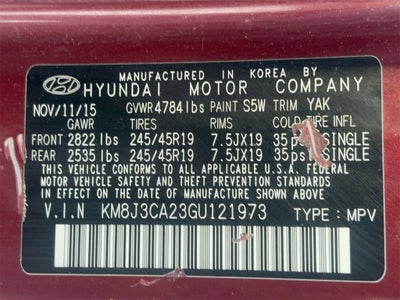 MANUFACTURED IN KOREA BY
HYUNDAI MOTOR COMPANY
NOV/11/15 GVWR 4784 lbs PAINT S5W TRIM YAK
GAWR TIRES RIMS COLD TIRE INFL
FRONT 2822 lbs 245/45R19 7.5JX19 35 psi SINGLE
REAR 2535 lbs 245/45R19 7.5JX19 35 psi SINGLE
THIS VEHICLE CONFORMS TO ALL APPLICABLE U.S.A. FEDERAL
MOTOR VEHICLE SAFETY, BUMPER, AND THEFT PREVENTION
STANDARDS IN EFFECT ON THE DATE OF MANUFACTURE
SHOWN ABOVE.
V.I.N KM8J3CA23GU121973 TYPE : MPV